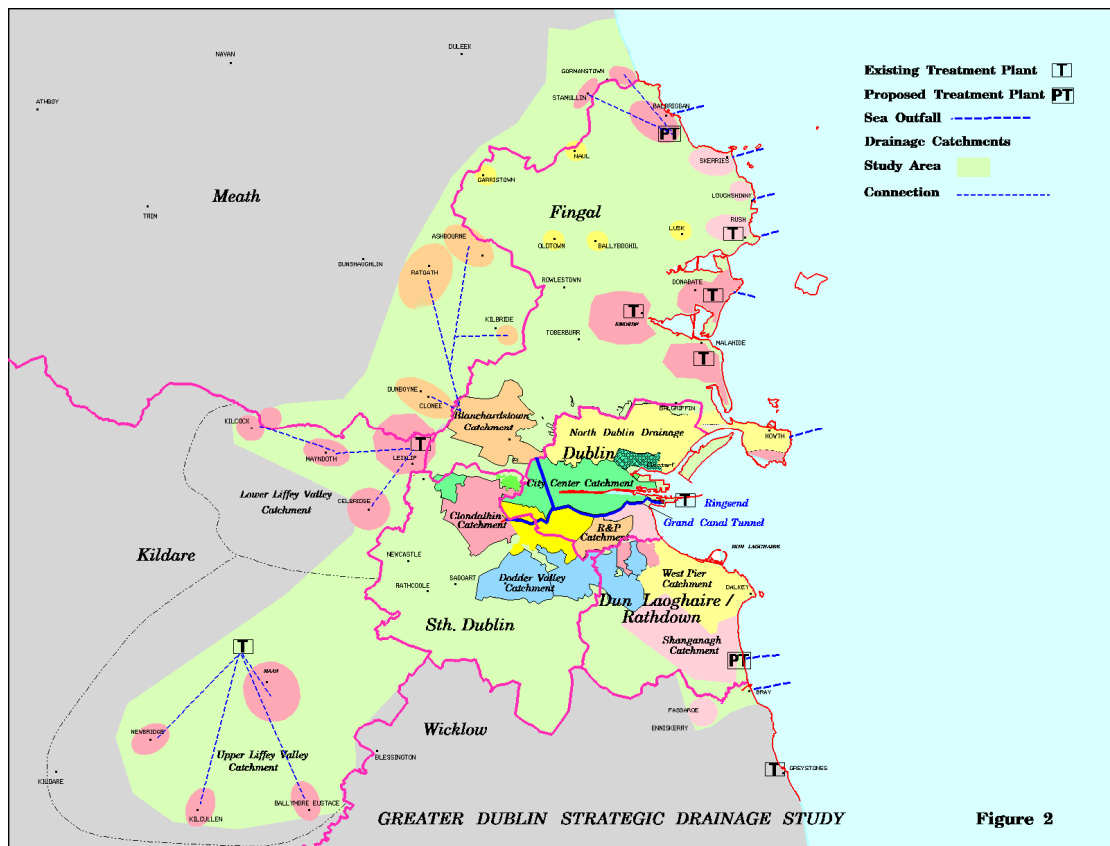 NAVAN
DULEEK
ATHBOY
TRIM
Meath
DUNSHAUGHLIN
GORMANSTOWN
STAMULLIN
BALBRIGGAN
PT
NAUL
SKERRIES
GARRISTOWN
LOUGHSHINNY
Fingal
RUSH
T
LUSK
OLDTOWN
BALLYBOGHIL
ASHBOURNE
RATOATH
ROWLESTOWN
DONABATE
T
T
KILBRIDE
TOBERBURR
MALAHIDE
T
DUNBOYNE
CLONEE
Blanchardstown
Catchment
BALGRIFFIN
North Dublin Drainage
HOWTH
Dublin
KILCOCK
MAYNOOTH
T
LEIXLIP
City Center Catchment
CELBRIDGE
Lower Liffey Valley
Catchment
T
Ringsend
Grand Canal Tunnel
Clondalkin
Catchment
R&P
Catchment
DUN LAOGHAIRE
Kildare
NEWCASTLE
RATHCOOLE
SAGGART
Dodder Valley
Catchment
West Pier
Catchment
DALKEY
Dun Laoghaire /
Rathdown
Sth. Dublin
Shanganagh
Catchment
PT
BRAY
FASSAROE
ENNISKERRY
T
NAAS
NEWBRIDGE
Upper Liffey Valley
Catchment
Wicklow
BLESSINGTON
KILDARE
KILCULLEN
BALLYMORE EUSTACE
T
GREYSTONES
Existing Treatment Plant T
Proposed Treatment Plant PT
Sea Outfall
Drainage Catchments
Study Area
Connection
GREATER DUBLIN STRATEGIC DRAINAGE STUDY
Figure 2